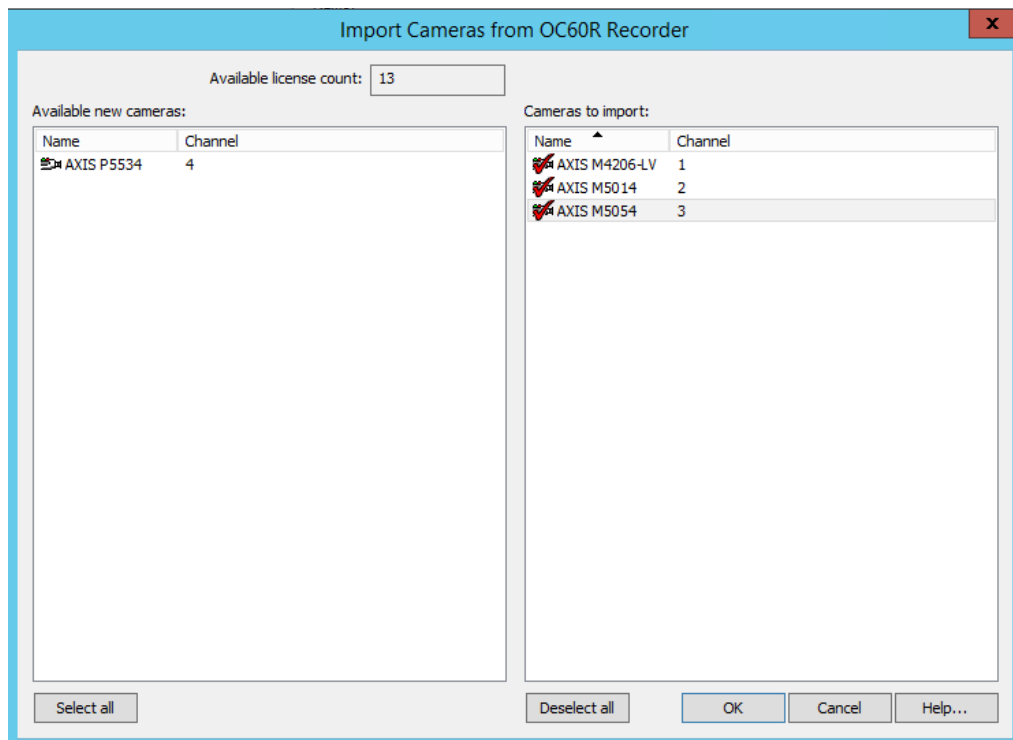 Import Cameras from OC60R Recorder
x
Available license count: 13
Available new cameras:
Name Channel
AXIS P5534 4
Cameras to import:
Name Channel
AXIS M4206-LV 1
AXIS M5014 2
AXIS M5054 3
Select all
Deselect all OK Cancel Help...